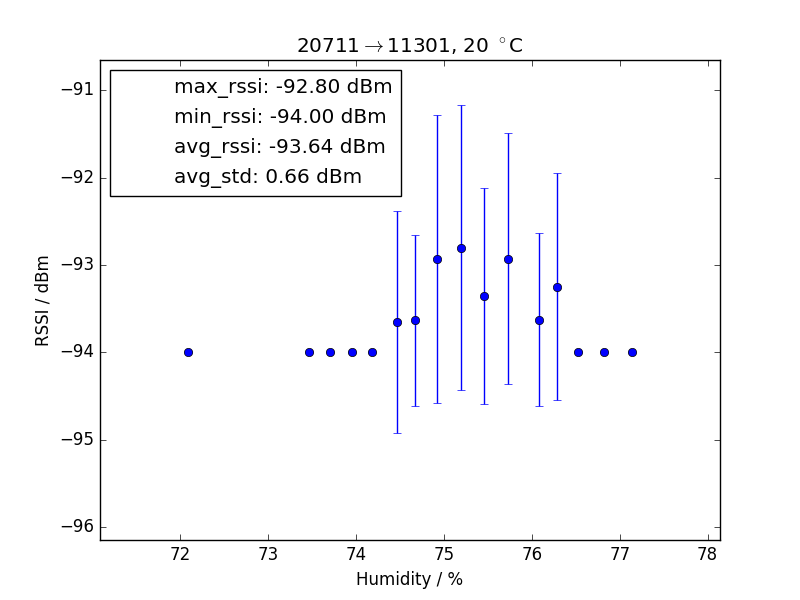 20711→11301, 20 °C
max_rssi: -92.80 dBm
min_rssi: -94.00 dBm
avg_rssi: -93.64 dBm
avg_std: 0.66 dBm
RSSI / dBm
−91
−92
−93
−94
−95
−96
72 73 74 75 76 77 78
Humidity / %